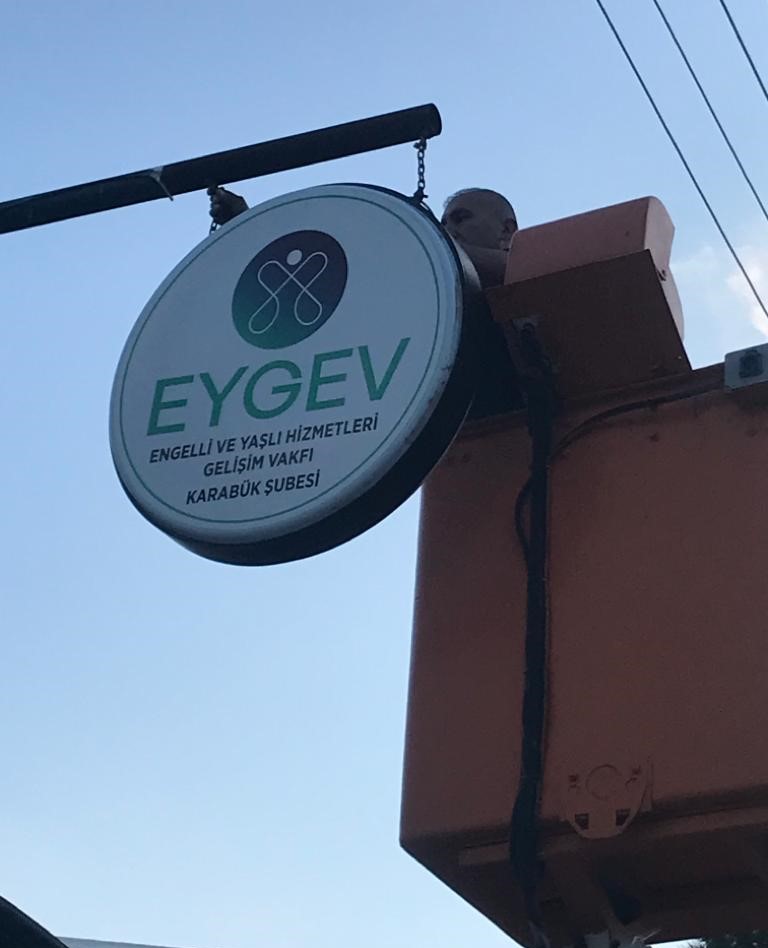 EYGEV
ENGELLİ VE YAŞLI HİZMETLERİ
GELİŞİM VAKFI
KARABÜK ŞUBESİ